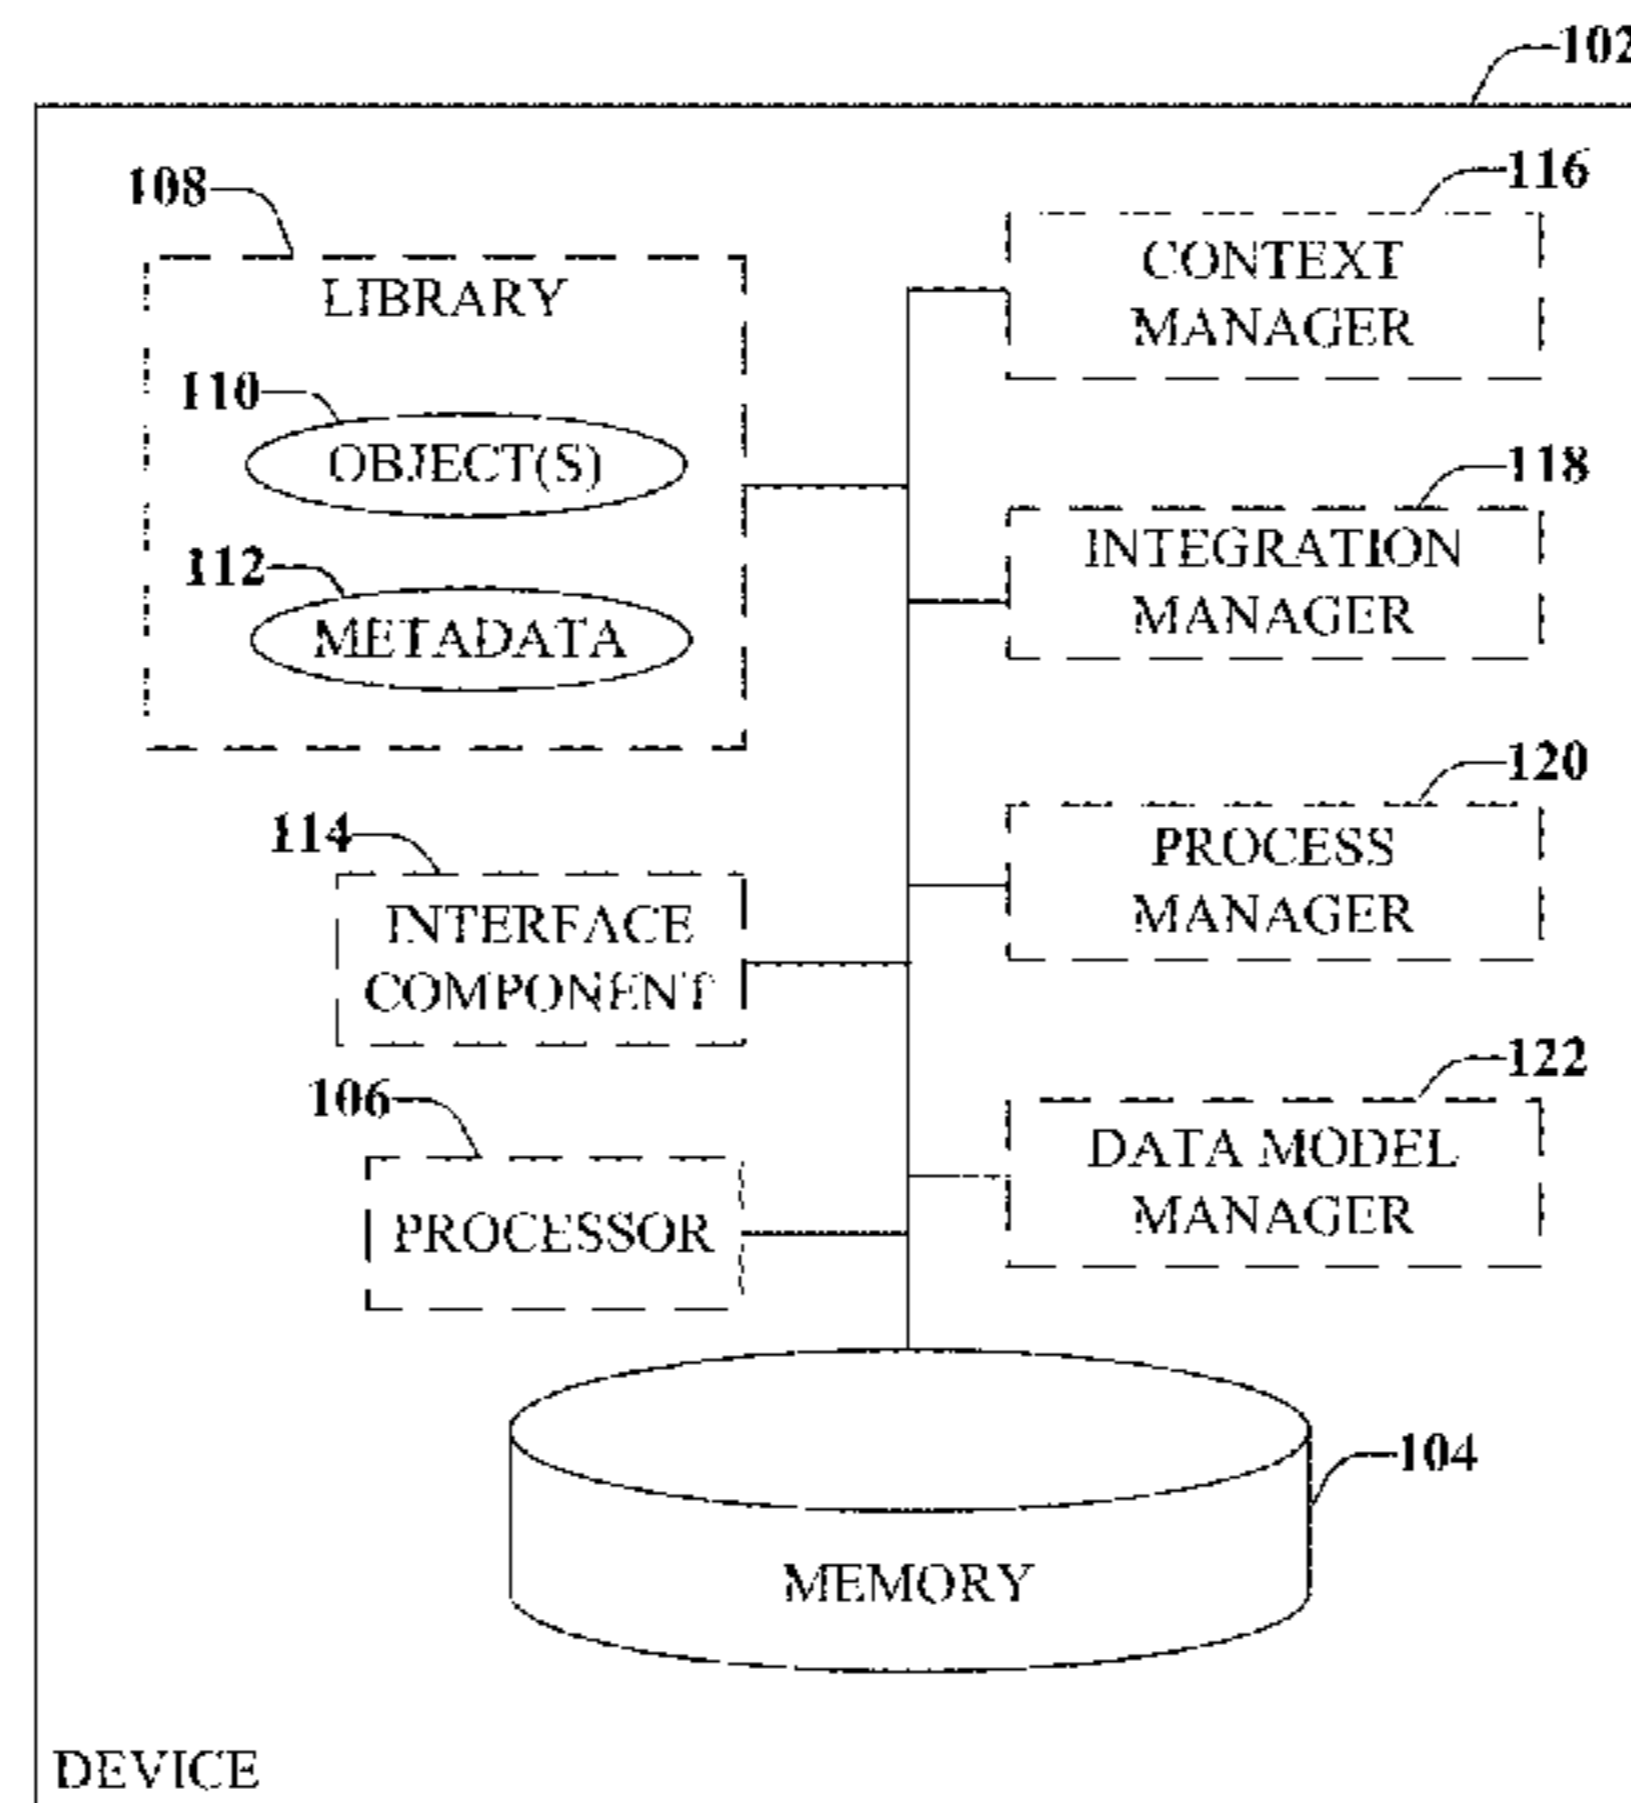 102
108
116
LIBRARY
CONTEXT
MANAGER
110
OBJECT(S)
118
INTEGRATION
MANAGER
112
METADATA
120
PROCESS
MANAGER
114
INTERFACE
COMPONENT
122
DATA MODEL
MANAGER
106
PROCESSOR
104
MEMORY
DEVICE